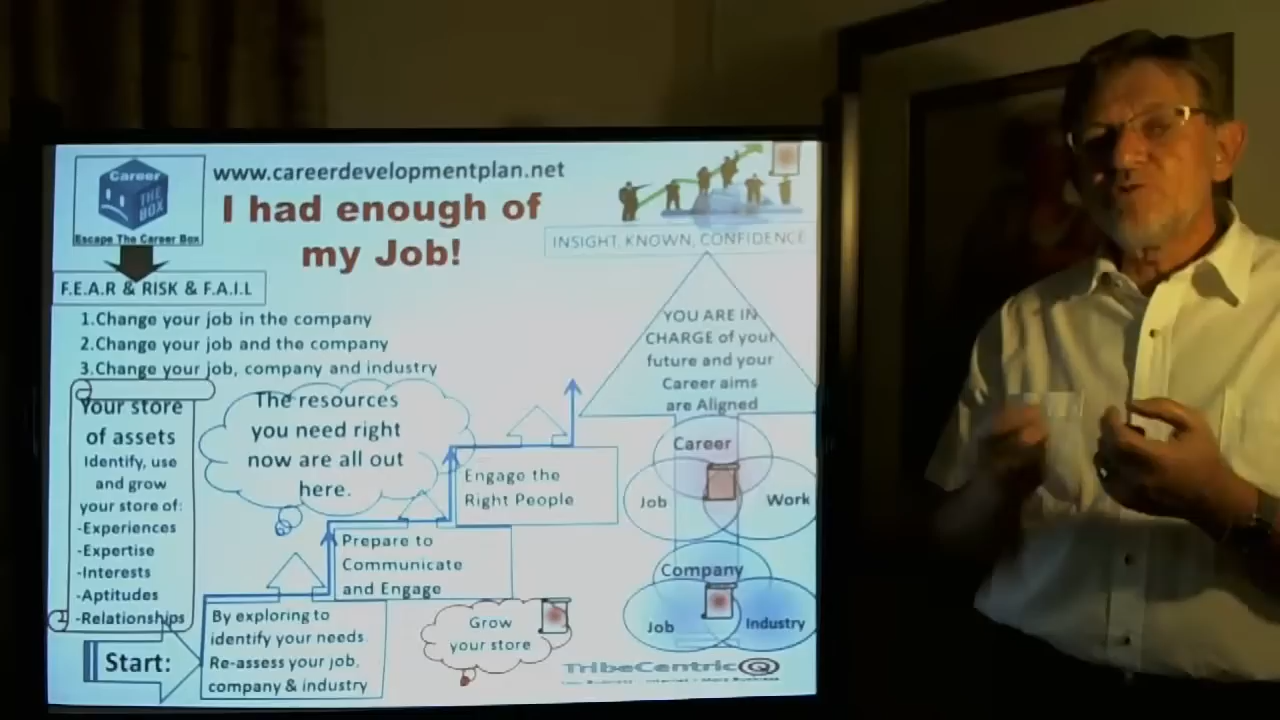 Career
THE
BOX
Escape The Career Box
www.careerdevelopmentplan.net
I had enough of
my Job!
INSIGHT, KNOWN, CONFIDENCE
F.E.A.R & RISK & F.A.I.L
1.Change your job in the company
2.Change your job and the company
3.Change your job, company and industry
YOU ARE IN
CHARGE of your
future and your
Career aims
are Aligned
Your store
of assets
Identify, use
and grow
your store of:
-Experiences
-Expertise
-Interests
-Aptitudes
-Relationships
The resources
you need right
now are all out
here.
Engage the
Right People
Prepare to
Communicate
and Engage
Start:
By exploring to
identify your needs.
Re-assess your job,
company & industry
Grow
your store
Career
Job
Work
Company
Job
Industry
TribeCentric